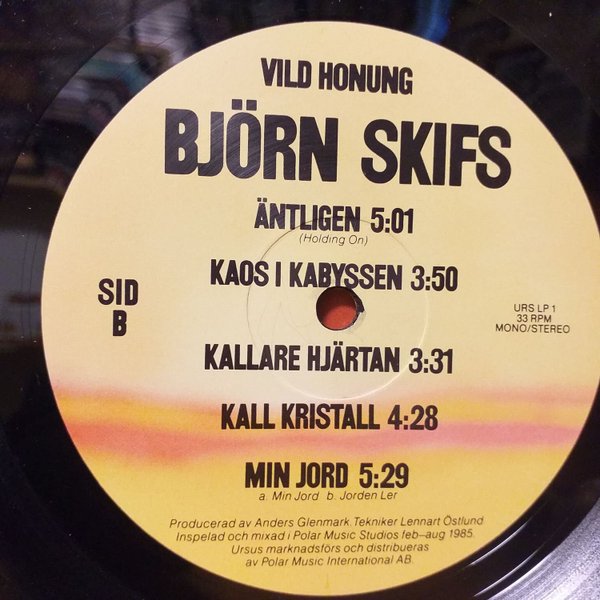 VILD HONUNG
BJÖRN SKIFS
ÄNTLIGEN 5:01
(Holding On)
KAOS I KABYSSEN 3:50
SID
B
URS LP 1
33 RPM
MONO/STEREO
KALLARE HJÄRTAN 3:31
KALL KRISTALL 4:28
MIN JORD 5:29
a. Min Jord b. Jorden Ler
Producerad av Anders Glenmark. Tekniker Lennart Östlund
Inspelad och mixad i Polar Music Studios feb–aug 1985.
Ursus marknadsförs och distribueras
av Polar Music International AB.